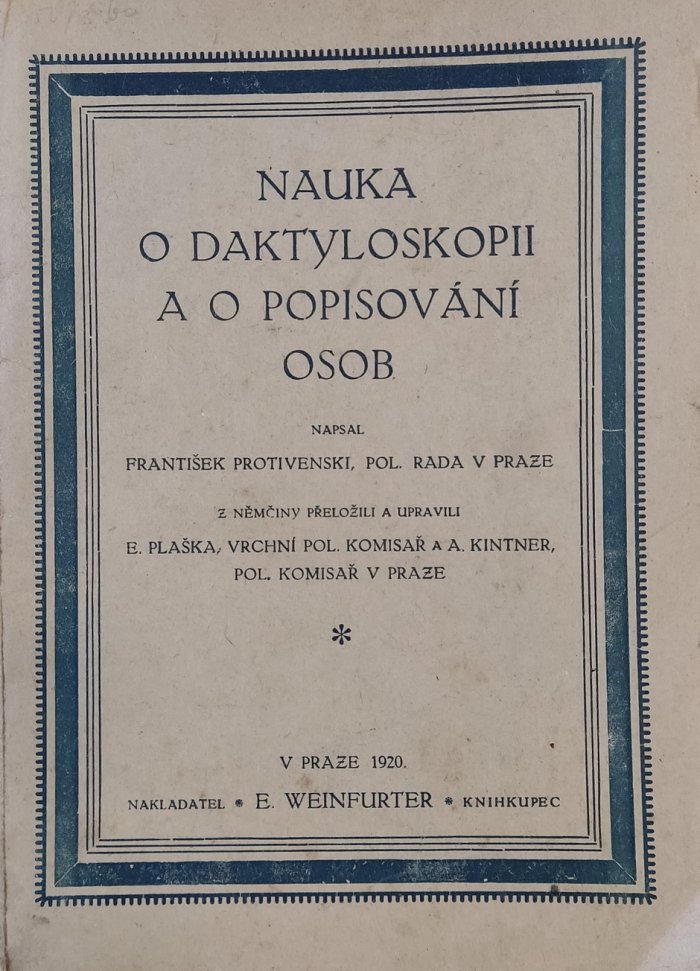 NAUKA
O DAKTYLOSKOPII
A O POPISOVÁNÍ
OSOB
NAPSAL
FRANTIŠEK PROTIVENSKI, POL. RADA V PRAZE
Z NĚMČINY PŘELOŽILI A UPRAVILI
E. PLAŠKA, VRCHNÍ POL. KOMISAŘ A A. KINTNER,
POL. KOMISAŘ V PRAZE
*
V PRAZE 1920.
NAKLADATEL * E. WEINFURTER * KNIHKUPEC